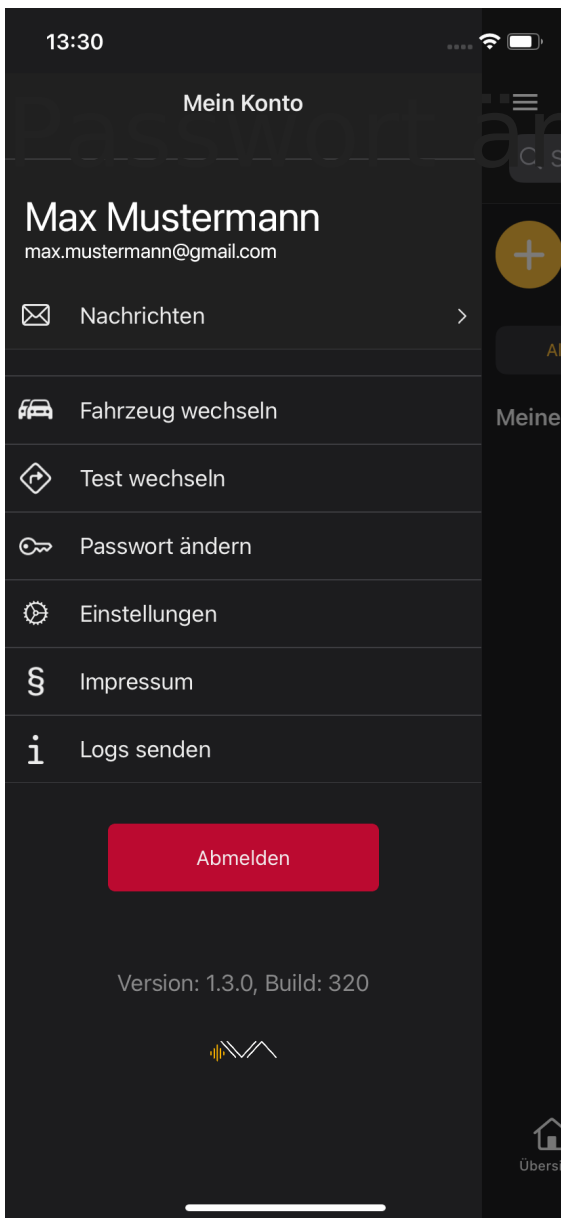 13:30
Mein Konto
Max Mustermann
max.mustermann@gmail.com
Nachrichten
Fahrzeug wechseln
Test wechseln
Passwort ändern
Einstellungen
§ Impressum
i Logs senden
Abmelden
Version: 1.3.0, Build: 320
Meine